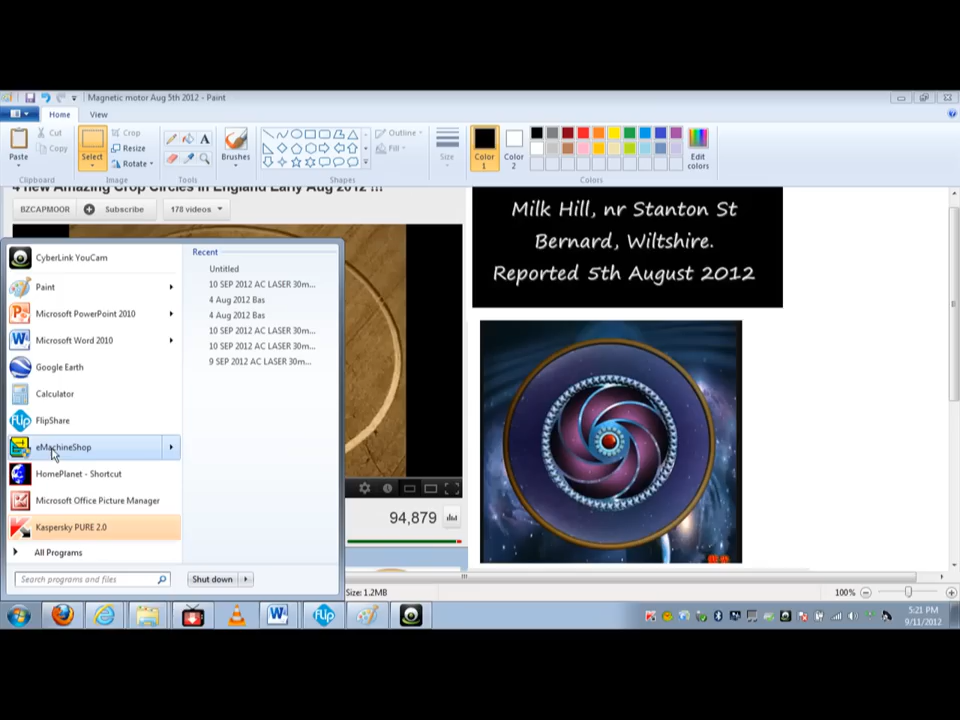 Magnetic motor Aug 5th 2012 - Paint
Home
View
Paste
Cut
Copy
Clipboard
Select
Crop
Resize
Rotate
Image
Tools
Brushes
Shapes
Outline
Fill
Size
Color 1
Color 2
Edit colors
Colors
4 new Amazing Crop Circles in England Early Aug 2012 !!!
BZCAPMOOR
Subscribe
178 videos
CyberLink YouCam
Paint
Microsoft PowerPoint 2010
Microsoft Word 2010
Google Earth
Calculator
FlipShare
eMachineShop
HomePlanet - Shortcut
Microsoft Office Picture Manager
Kaspersky PURE 2.0
All Programs
Search programs and files
Shut down
Recent
Untitled
10 SEP 2012 AC LASER 30m...
4 Aug 2012 Bas
4 Aug 2012 Bas
10 SEP 2012 AC LASER 30m...
10 SEP 2012 AC LASER 30m...
9 SEP 2012 AC LASER 30m...
94,879
Milk Hill, nr Stanton St
Bernard, Wiltshire.
Reported 5th August 2012
Size: 1.2MB
100%
5:21 PM
9/11/2012